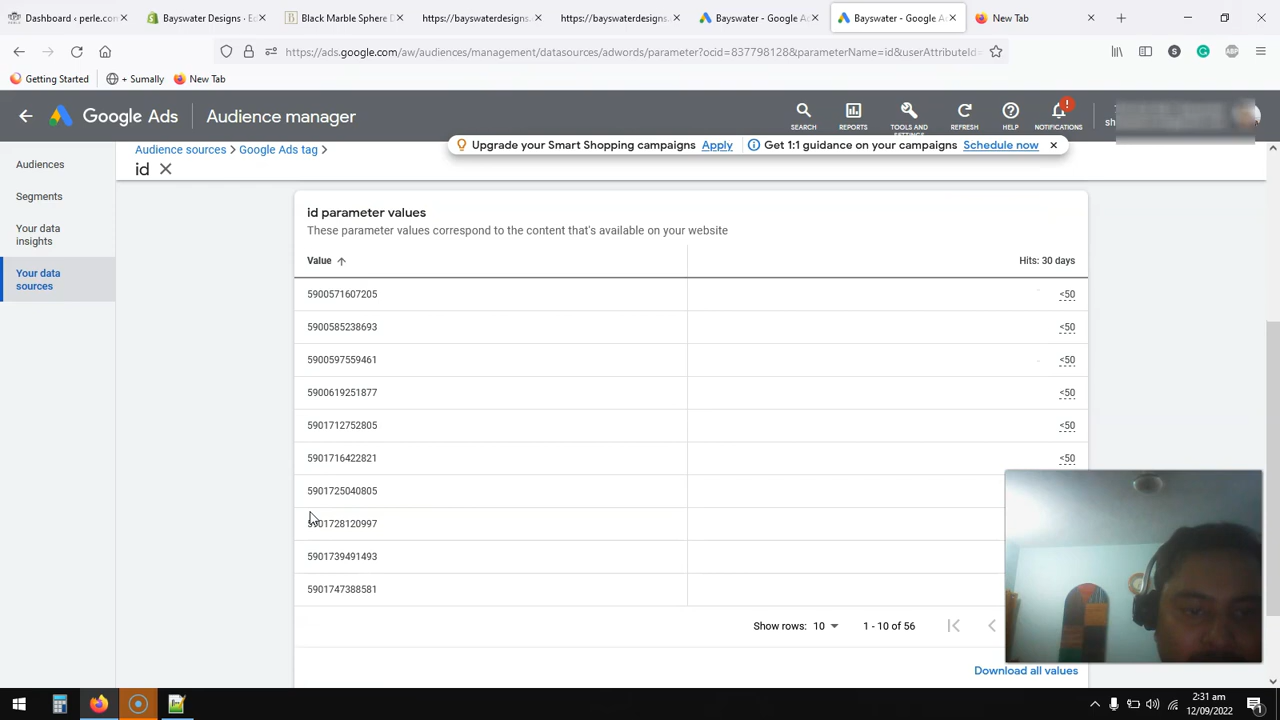 Dashboard ‹ perle.com
Bayswater Designs · Ec
Black Marble Sphere D
https://bayswaterdesigns.
https://bayswaterdesigns.
Bayswater - Google Ad
Bayswater - Google A
New Tab
https://ads.google.com/aw/audiences/management/datasources/adwords/parameter?ocid=837798128&parameterName=id&userAttributeId=
Getting Started
+ Sumally
New Tab
Google Ads
Audience manager
SEARCH
REPORTS
TOOLS AND
SETTINGS
REFRESH
HELP
NOTIFICATIONS
sh
Upgrade your Smart Shopping campaigns Apply
Get 1:1 guidance on your campaigns Schedule now
Audiences
Segments
Your data
insights
Your data
sources
Audience sources > Google Ads tag >
id
id parameter values
These parameter values correspond to the content that's available on your website
Value
Hits: 30 days
5900571607205 <50
5900585238693 <50
5900597559461 <50
5900619251877 <50
5901712752805 <50
5901716422821 <50
5901725040805
5901728120997
5901739491493
5901747388581
Show rows: 10
1 - 10 of 56
Download all values
2:31 am
12/09/2022